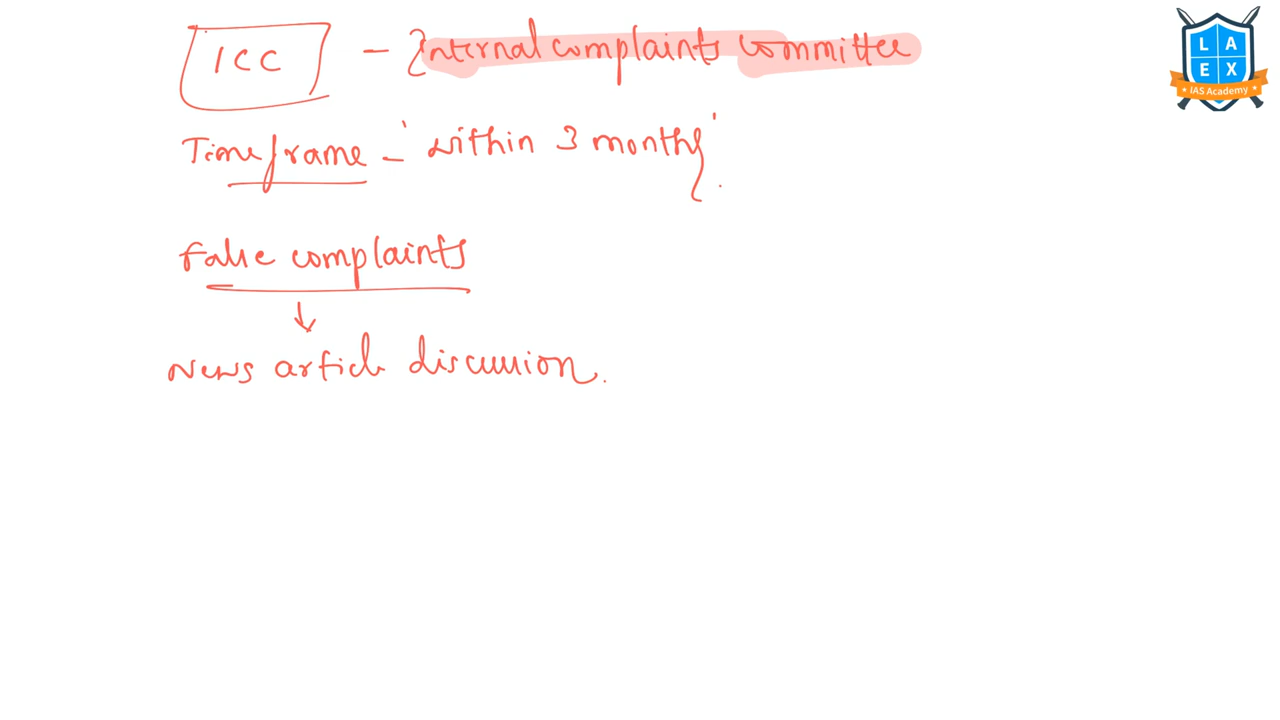 ICC - Internal complaints committee
L A
E X
IAS Academy
Timeframe - 'within 3 months'.
False complaints
↓
News article discussion.